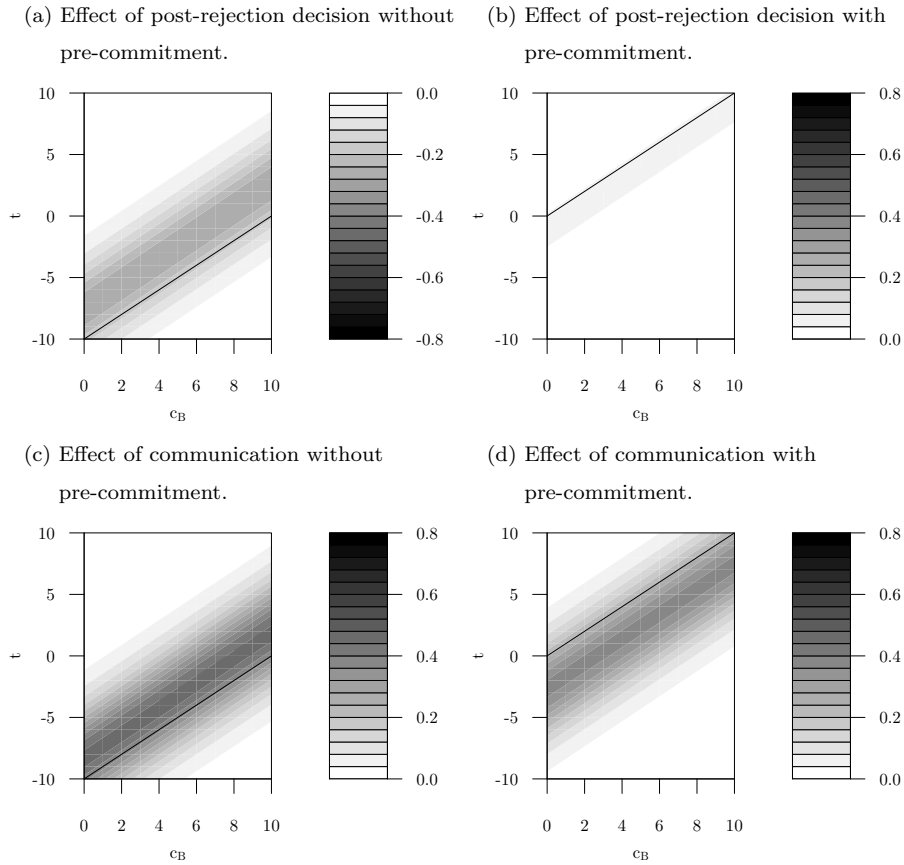 (a) Effect of post-rejection decision without
pre-commitment.
10
5
0
-5
-10
t
0 2 4 6 8 10
c_B
0.0
-0.2
-0.4
-0.6
-0.8
(b) Effect of post-rejection decision with
pre-commitment.
10
5
0
-5
-10
t
0 2 4 6 8 10
c_B
0.8
0.6
0.4
0.2
0.0
(c) Effect of communication without
pre-commitment.
10
5
0
-5
-10
t
0 2 4 6 8 10
c_B
0.8
0.6
0.4
0.2
0.0
(d) Effect of communication with
pre-commitment.
10
5
0
-5
-10
t
0 2 4 6 8 10
c_B
0.8
0.6
0.4
0.2
0.0